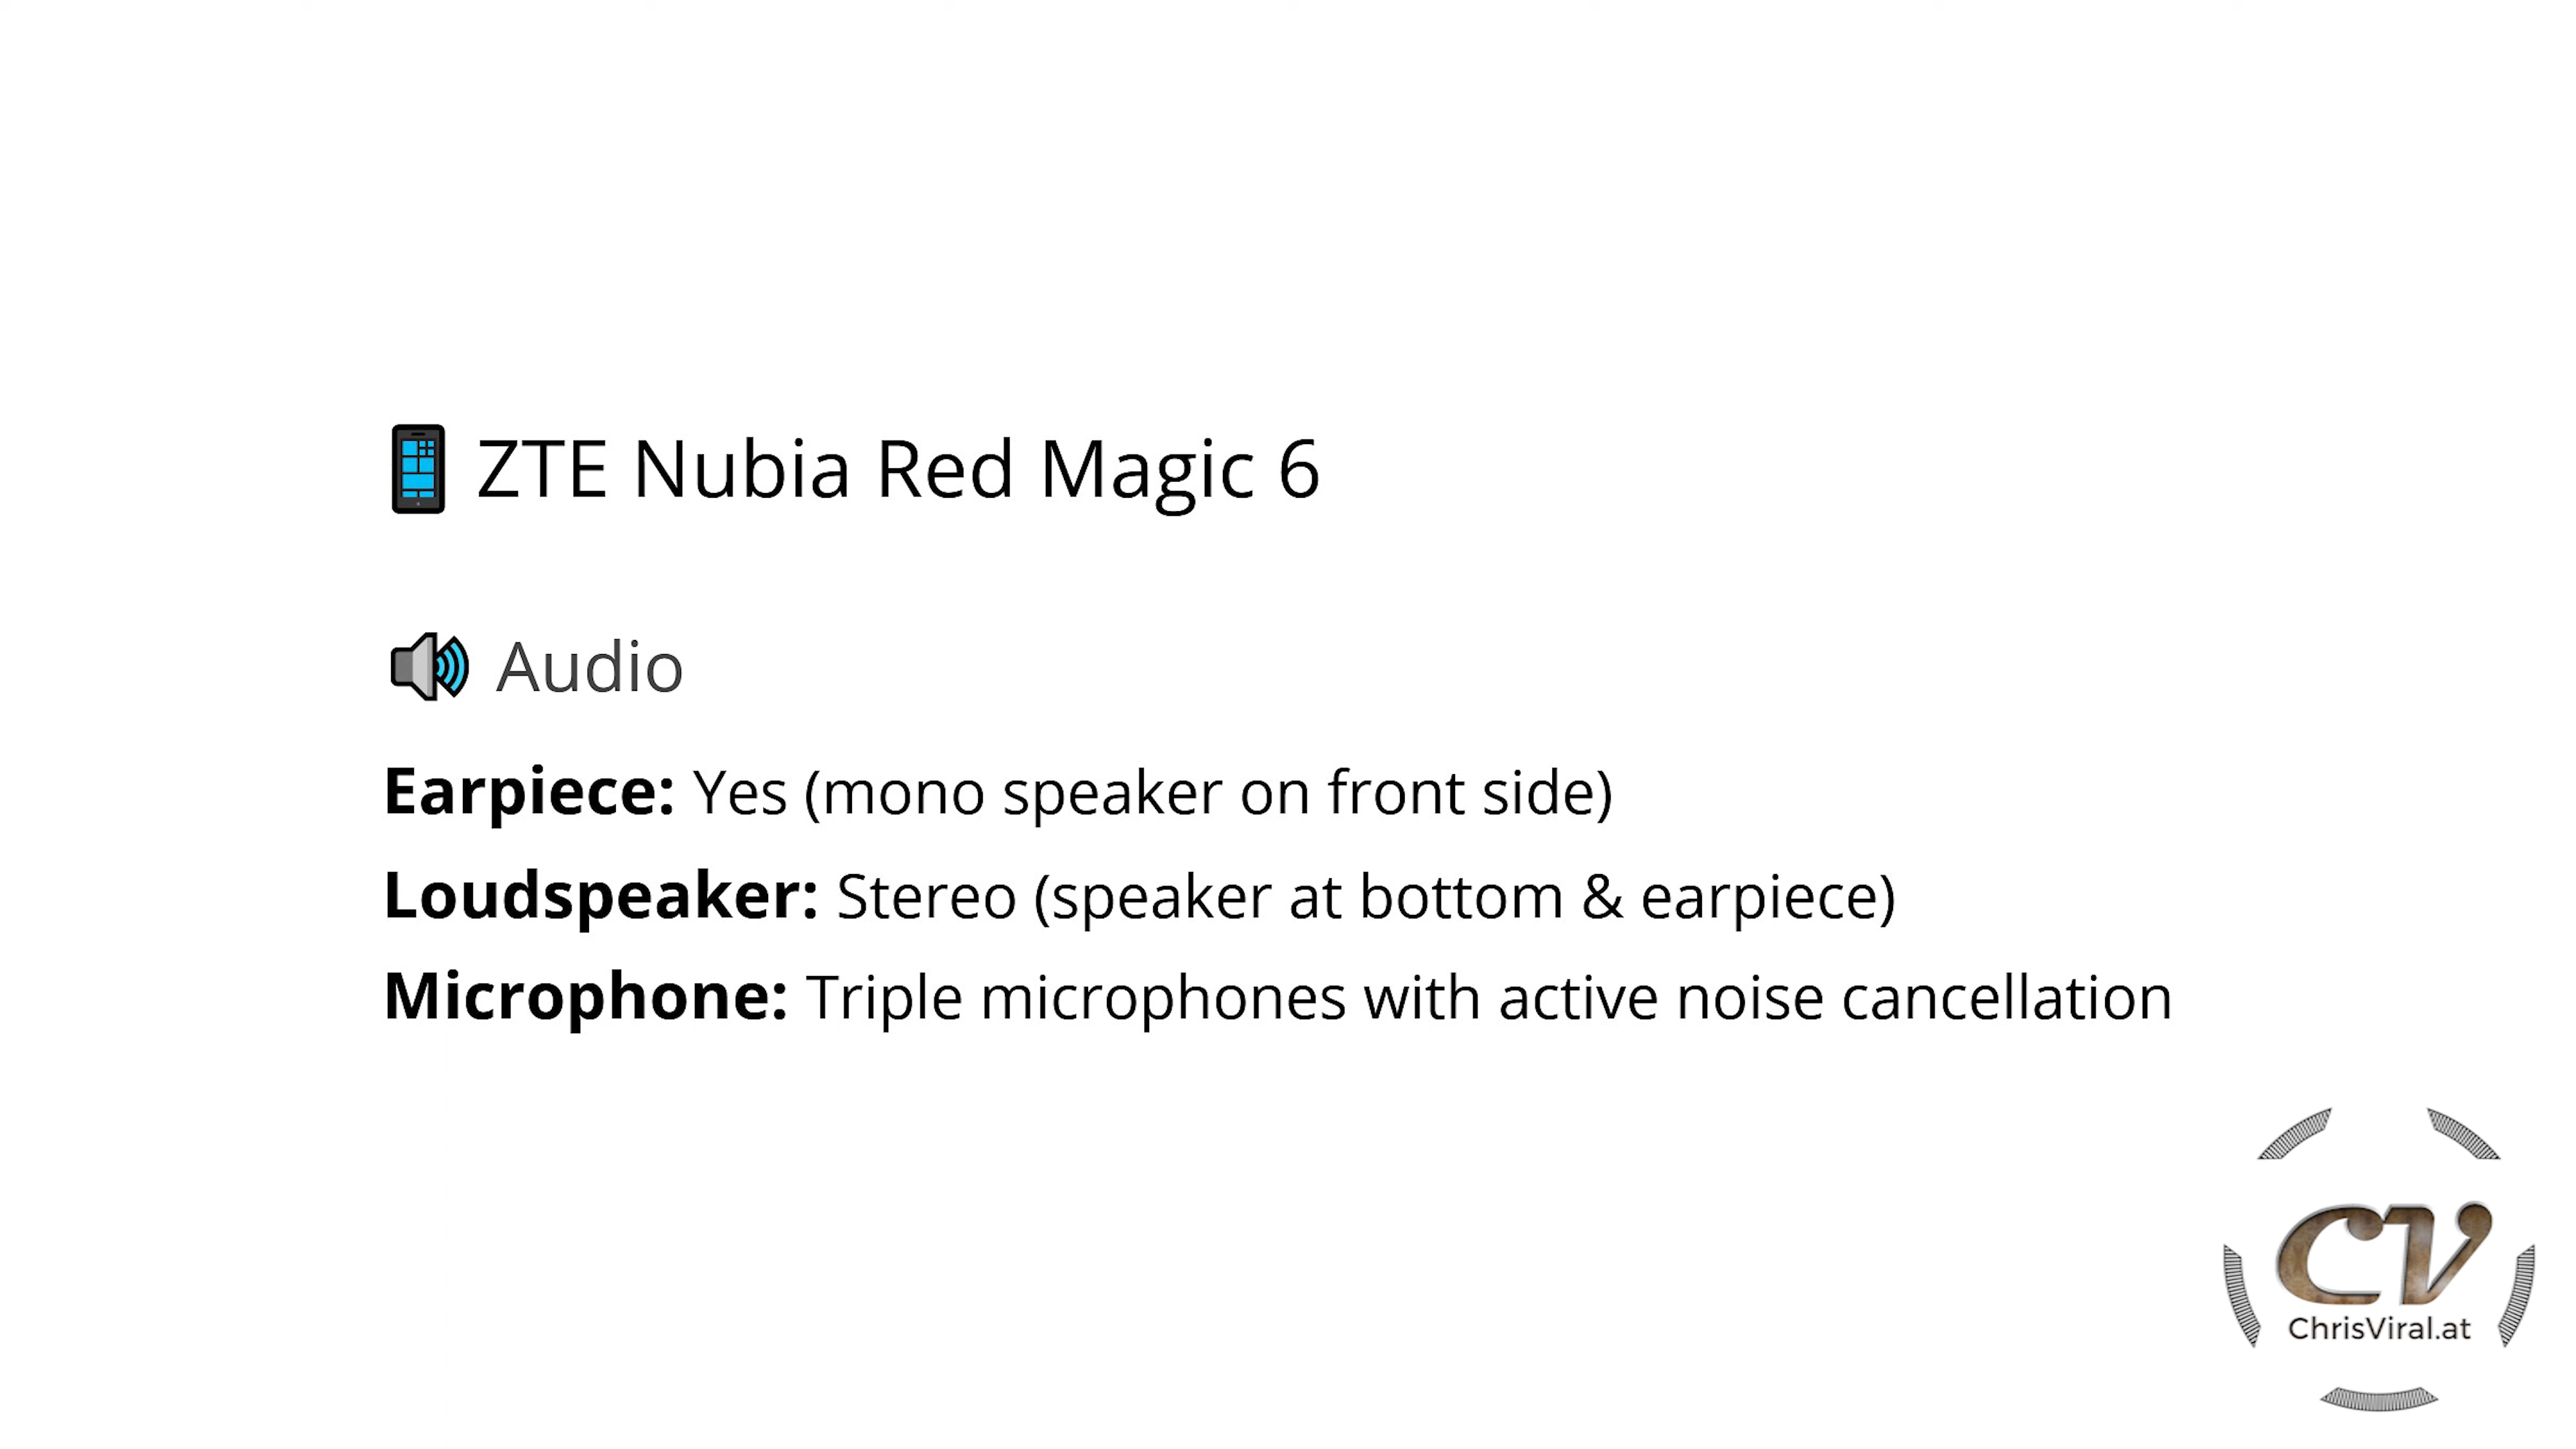 ZTE Nubia Red Magic 6
Audio
Earpiece: Yes (mono speaker on front side)
Loudspeaker: Stereo (speaker at bottom & earpiece)
Microphone: Triple microphones with active noise cancellation
CV
ChrisViral.at